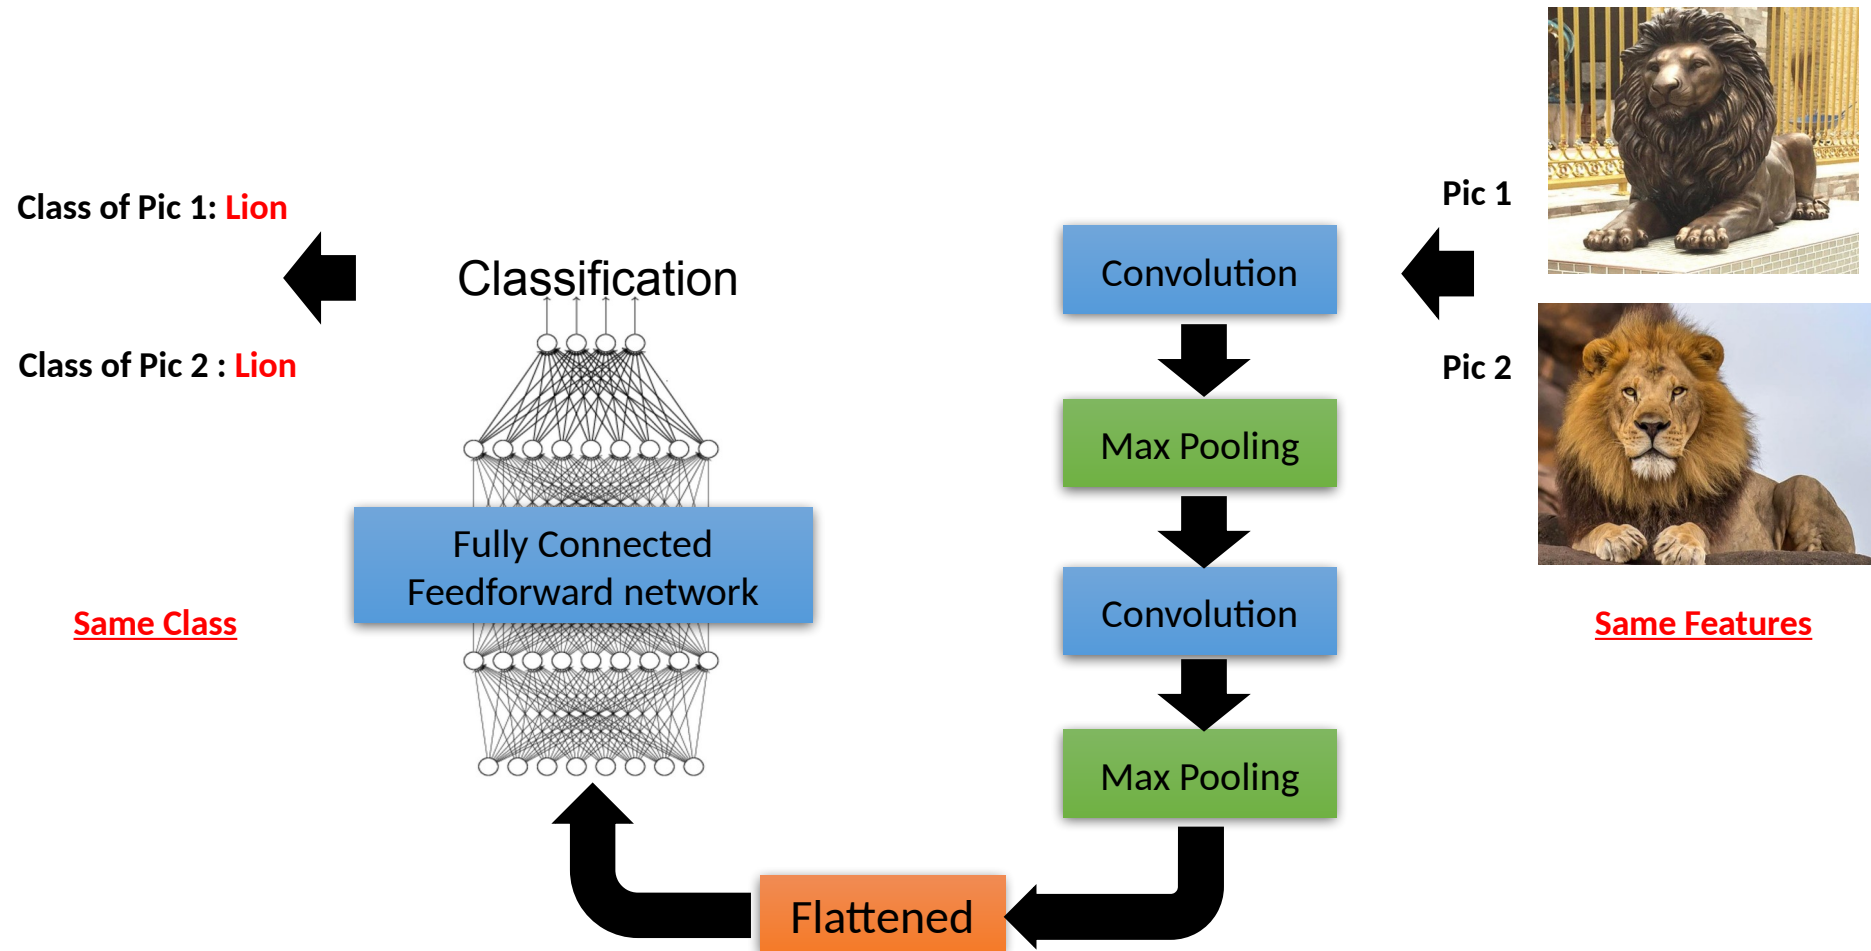 Class of Pic 1: Lion
Class of Pic 2 : Lion
Same Class
Classification
Fully Connected
Feedforward network
Convolution
Max Pooling
Convolution
Max Pooling
Flattened
Pic 1
Pic 2
Same Features